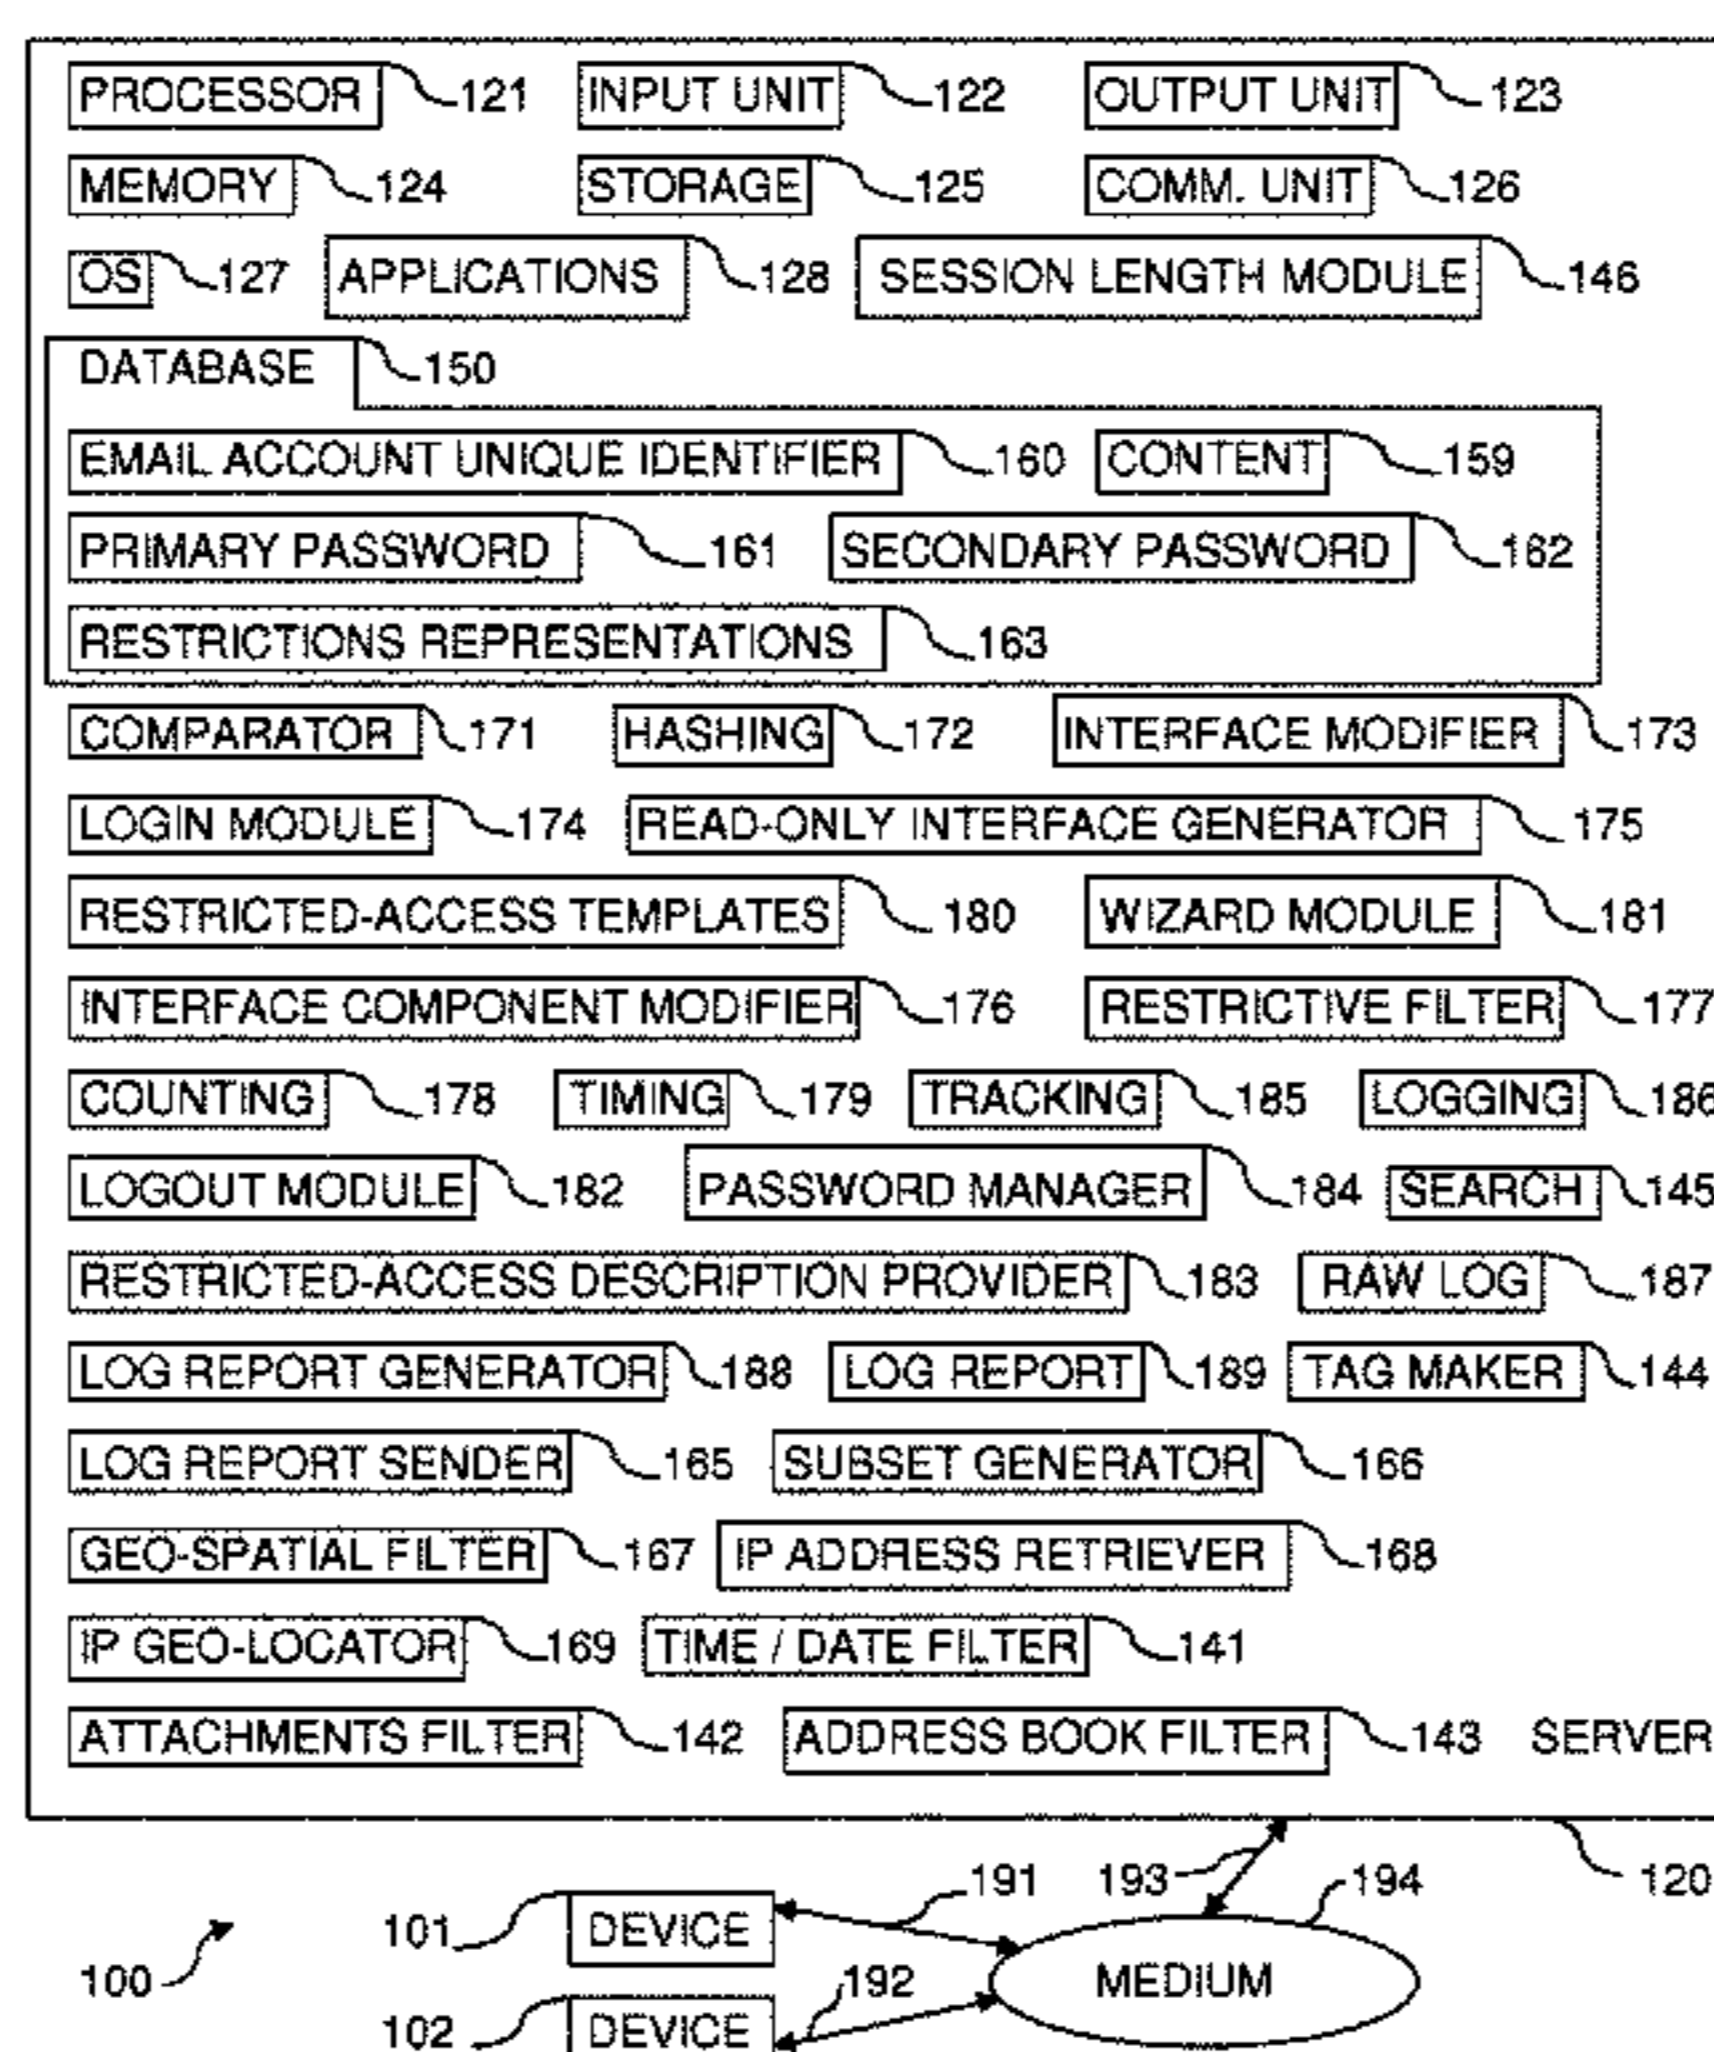 PROCESSOR 121 INPUT UNIT 122 OUTPUT UNIT 123
MEMORY 124 STORAGE 125 COMM. UNIT 126
OS 127 APPLICATIONS 128 SESSION LENGTH MODULE 146
DATABASE 150
EMAIL ACCOUNT UNIQUE IDENTIFIER 160 CONTENT 159
PRIMARY PASSWORD 161 SECONDARY PASSWORD 162
RESTRICTIONS REPRESENTATIONS 163
COMPARATOR 171 HASHING 172 INTERFACE MODIFIER 173
LOGIN MODULE 174 READ-ONLY INTERFACE GENERATOR 175
RESTRICTED-ACCESS TEMPLATES 180 WIZARD MODULE 181
INTERFACE COMPONENT MODIFIER 176 RESTRICTIVE FILTER 177
COUNTING 178 TIMING 179 TRACKING 185 LOGGING 186
LOGOUT MODULE 182 PASSWORD MANAGER 184 SEARCH 145
RESTRICTED-ACCESS DESCRIPTION PROVIDER 183 RAW LOG 187
LOG REPORT GENERATOR 188 LOG REPORT 189 TAG MAKER 144
LOG REPORT SENDER 165 SUBSET GENERATOR 166
GEO-SPATIAL FILTER 167 IP ADDRESS RETRIEVER 168
IP GEO-LOCATOR 169 TIME / DATE FILTER 141
ATTACHMENTS FILTER 142 ADDRESS BOOK FILTER 143 SERVER
191 193 194 120
101 DEVICE
100 192 MEDIUM
102 DEVICE